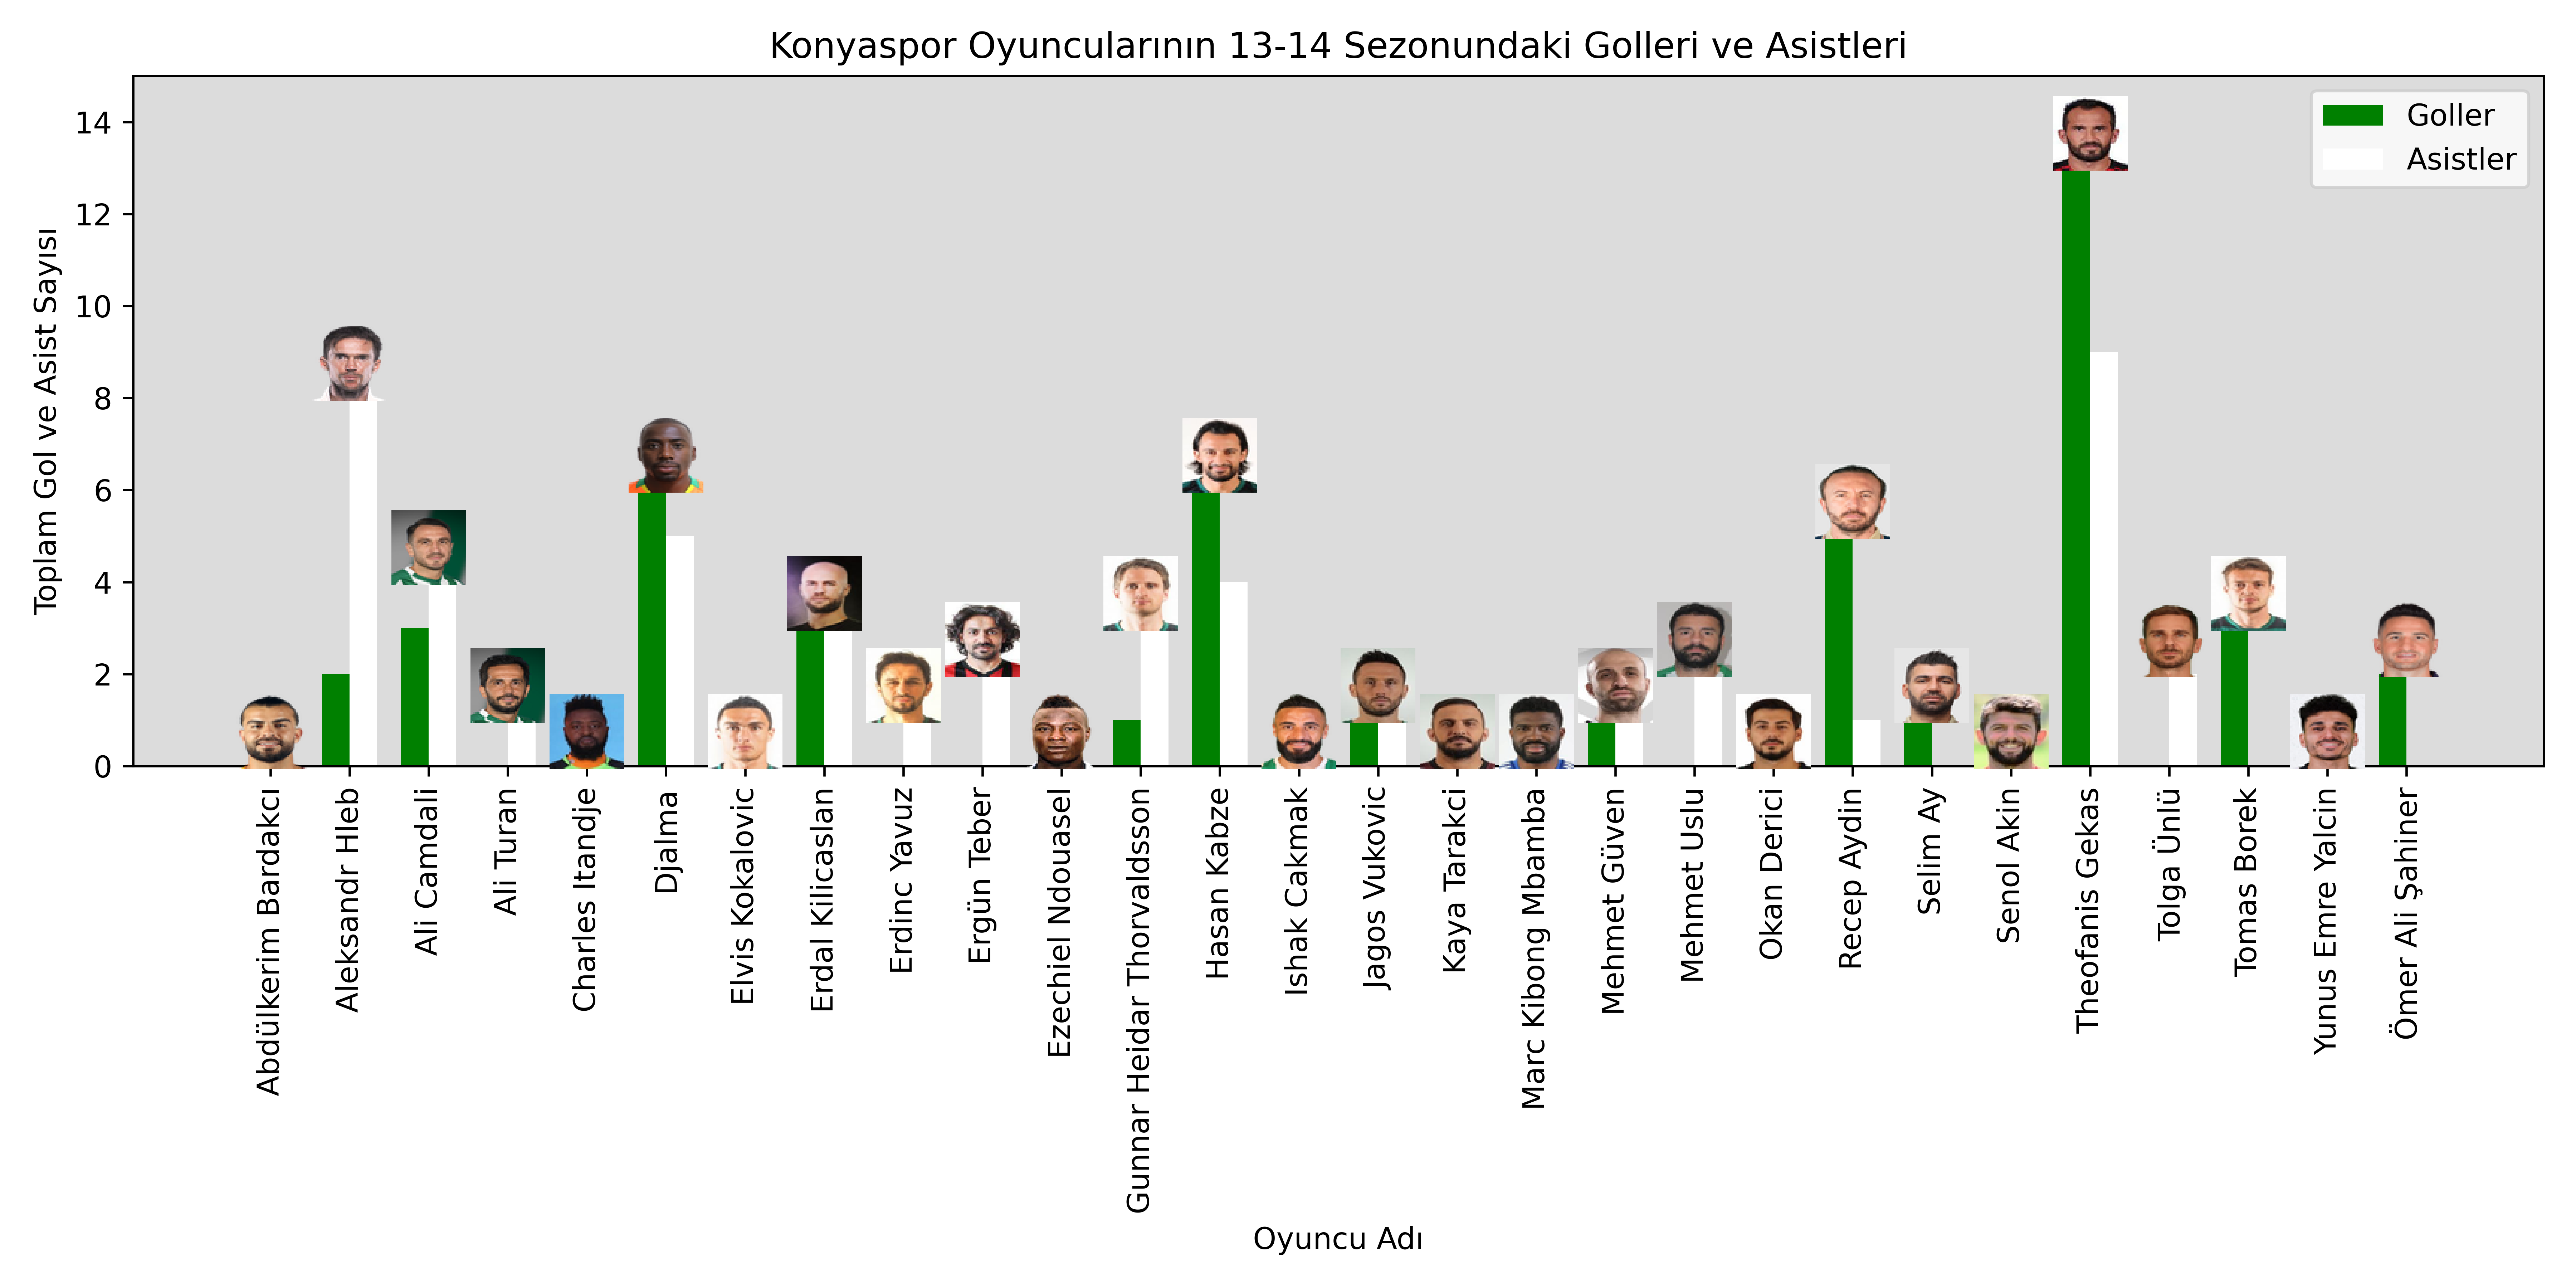 Konyaspor Oyuncularının 13-14 Sezonundaki Golleri ve Asistleri
Goller
Asistler
Toplam Gol ve Asist Sayısı
14
12
10
8
6
4
2
0
Abdülkerim Bardakcı
Aleksandr Hleb
Ali Camdali
Ali Turan
Charles Itandje
Djalma
Elvis Kokalovic
Erdal Kilicaslan
Erdinc Yavuz
Ergün Teber
Ezechiel Ndouasel
Gunnar Heidar Thorvaldsson
Hasan Kabze
Ishak Cakmak
Jagos Vukovic
Kaya Tarakci
Marc Kibong Mbamba
Mehmet Güven
Mehmet Uslu
Okan Derici
Recep Aydin
Selim Ay
Senol Akin
Theofanis Gekas
Tolga Ünlü
Tomas Borek
Yunus Emre Yalcin
Ömer Ali Şahiner
Oyuncu Adı